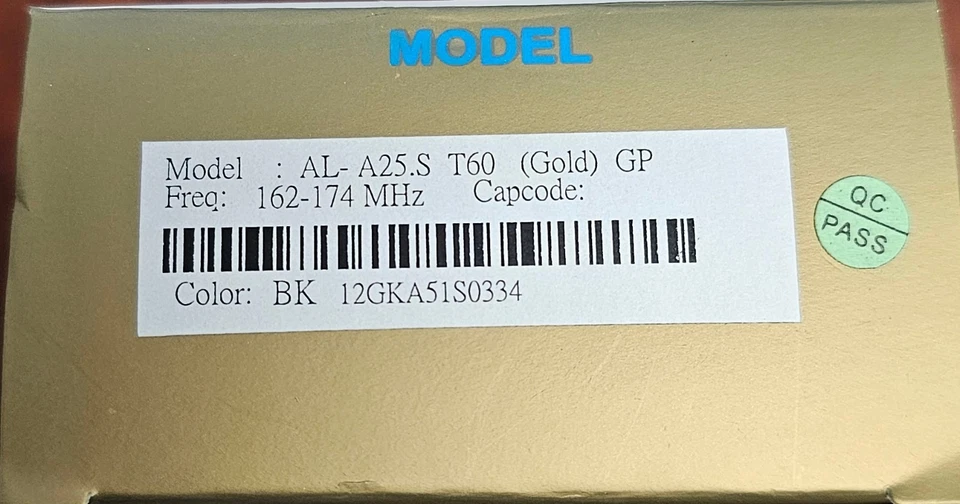 MODEL
Model : AL- A25.S T60 (Gold) GP
Freq: 162-174 MHz Capcode:
Color: BK 12GKA51S0334
QC
PASS